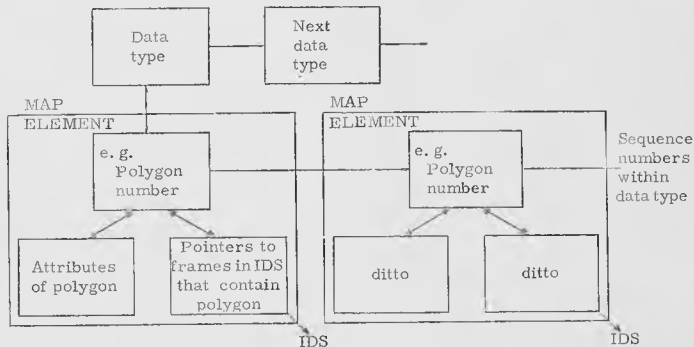 Data
type
Next
data
type
MAP
ELEMENT
e. g.
Polygon
number
Attributes
of polygon
Pointers to
frames in IDS
that contain
polygon
IDS
MAP
ELEMENT
e. g.
Polygon
number
ditto
ditto
IDS
Sequence
numbers
within
data type